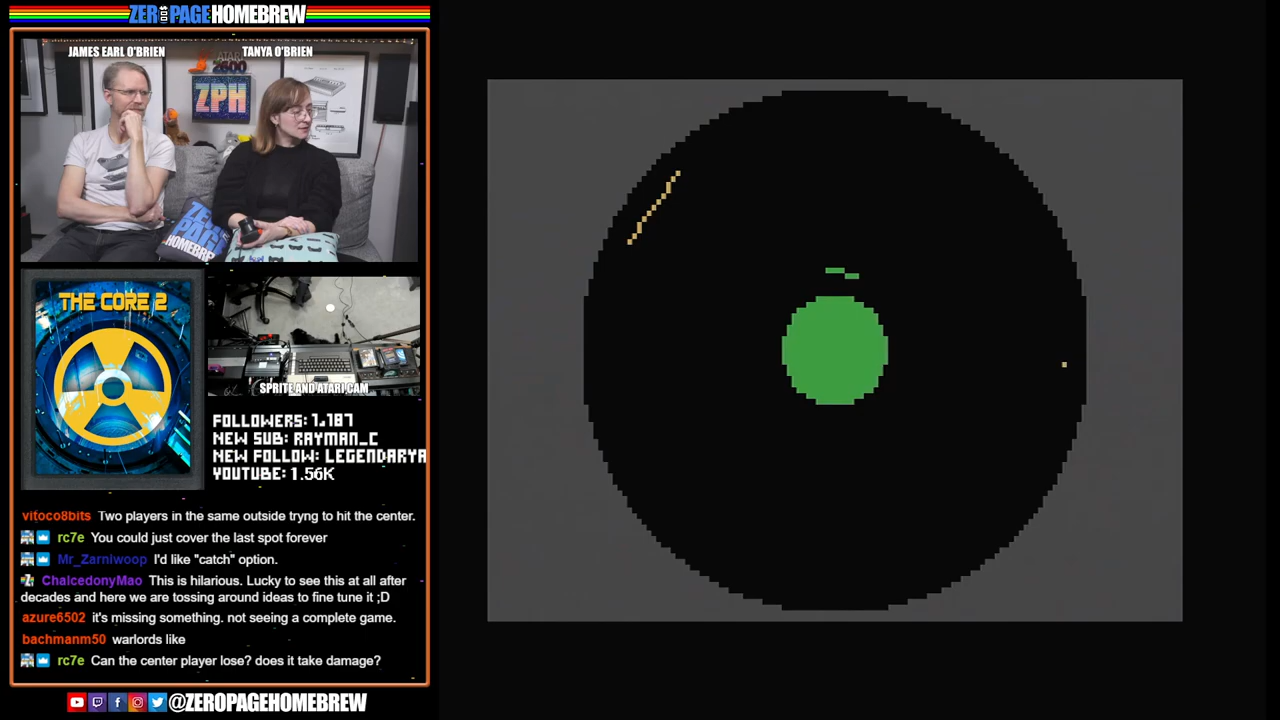 ZEROPAGE HOMEBREW
JAMES EARL O'BRIEN
TANYA O'BRIEN
ATARI
2600
ZPH
ZERO
PAGE
HOMEBRE
THE CORE 2
SPRITE AND ATARI CAM
FOLLOWERS: 1,187
NEW SUB: RAYMAN_C
NEW FOLLOW: LEGENDARYA
YOUTUBE: 1.56K
vitoco8bits Two players in the same outside tryng to hit the center.
rc7e You could just cover the last spot forever
Mr_Zarniwoop I'd like "catch" option.
ChalcedonyMao This is hilarious. Lucky to see this at all after
decades and here we are tossing around ideas to fine tune it ;D
azure6502 it's missing something. not seeing a complete game.
bachmanm50 warlords like
rc7e Can the center player lose? does it take damage?
@ZEROPAGEHOMEBREW